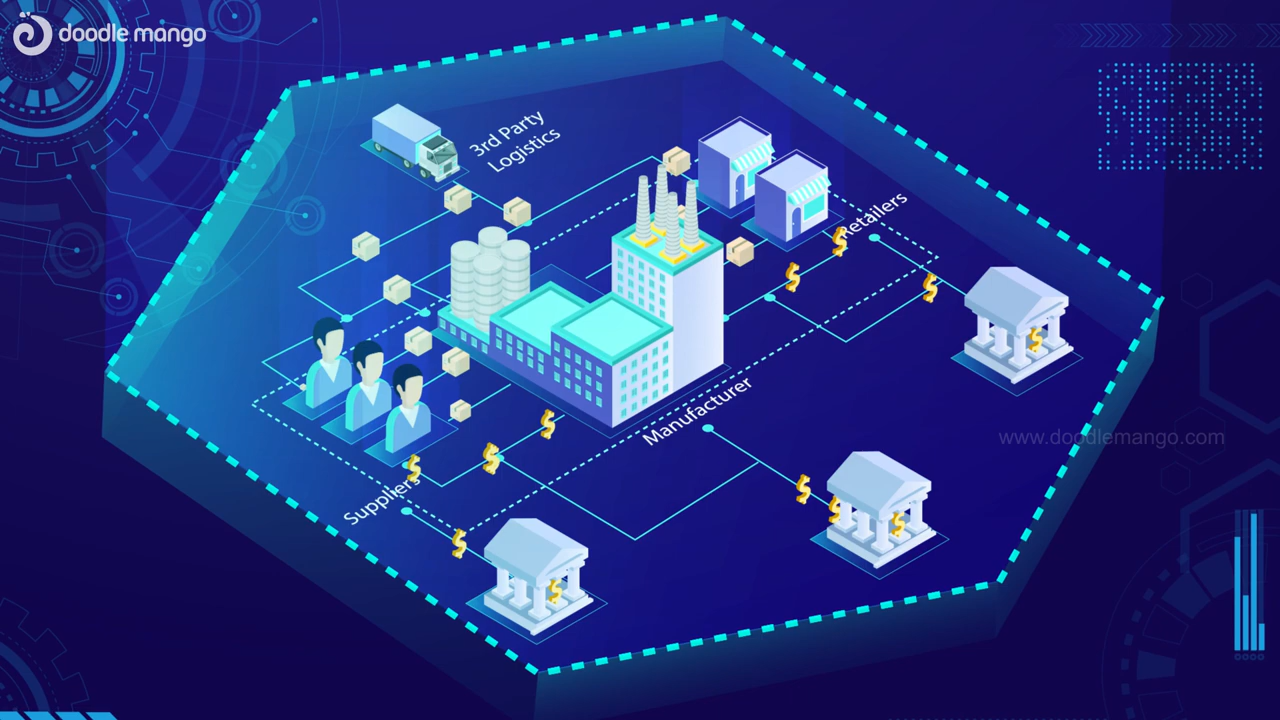 doodle mango
3rd Party
Logistics
Retailers
Manufacturer
www.doodlemango.com
Suppliers